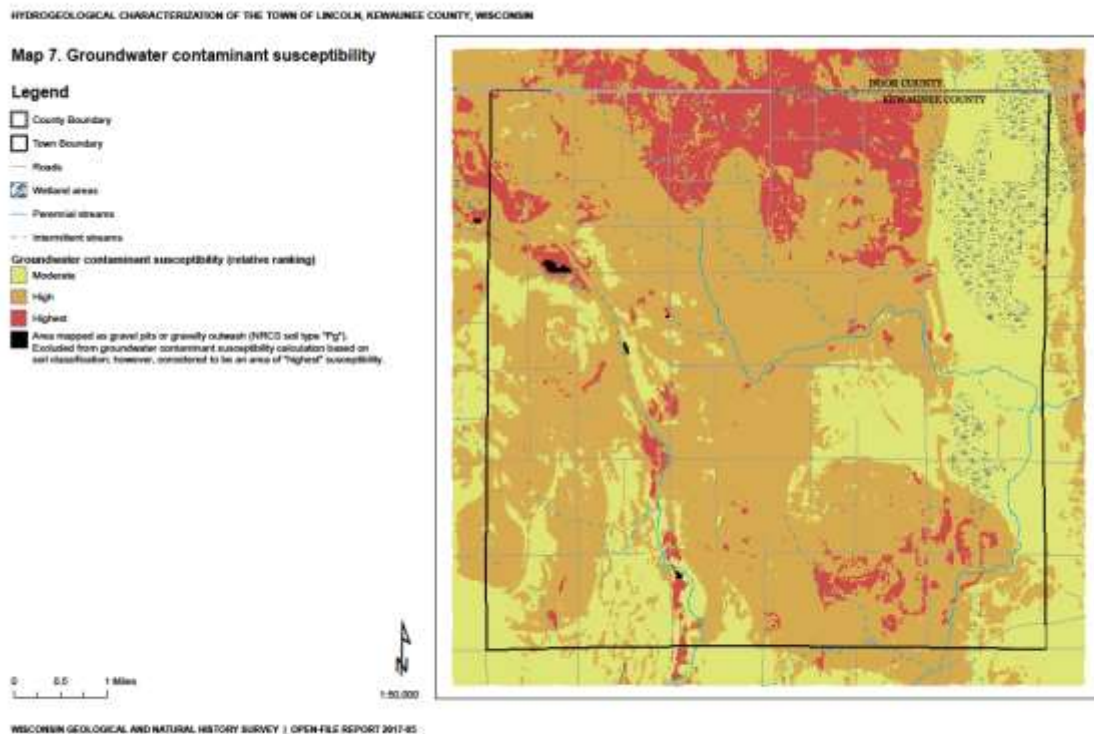 HYDROGEOLOGICAL CHARACTERIZATION OF THE TOWN OF LINCOLN, KEWAUNEE COUNTY, WISCONSIN
Map 7. Groundwater contaminant susceptibility
Legend
County Boundary
Town Boundary
Roads
Wetland areas
Perennial streams
Intermittent streams
Groundwater contaminant susceptibility (relative ranking)
Moderate
High
Highest
Area mapped as gravel pits or gravelly outwash (NRCS soil type "Pg").
Excluded from groundwater contaminant susceptibility calculation based on
soil classification; however, considered to be an area of "highest" susceptibility.
DOOR COUNTY
KEWAUNEE COUNTY
N
0 0.5 1 Miles
1:50,000
WISCONSIN GEOLOGICAL AND NATURAL HISTORY SURVEY | OPEN-FILE REPORT 2017-05